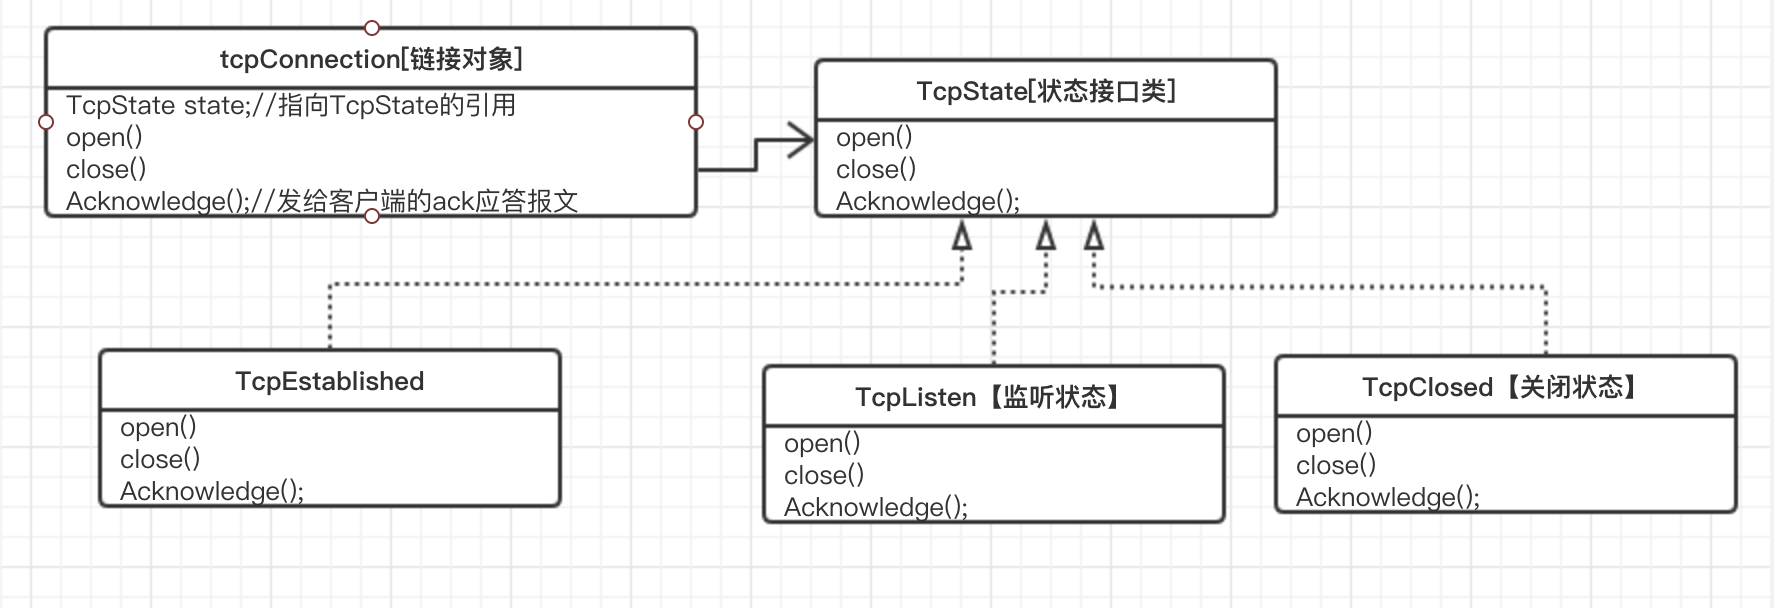 tcpConnection[链接对象]
TcpState state;//指向TcpState的引用
open()
close()
Acknowledge();//发给客户端的ack应答报文
TcpState[状态接口类]
open()
close()
Acknowledge();
TcpEstablished
open()
close()
Acknowledge();
TcpListen【监听状态】
open()
close()
Acknowledge();
TcpClosed【关闭状态】
open()
close()
Acknowledge();